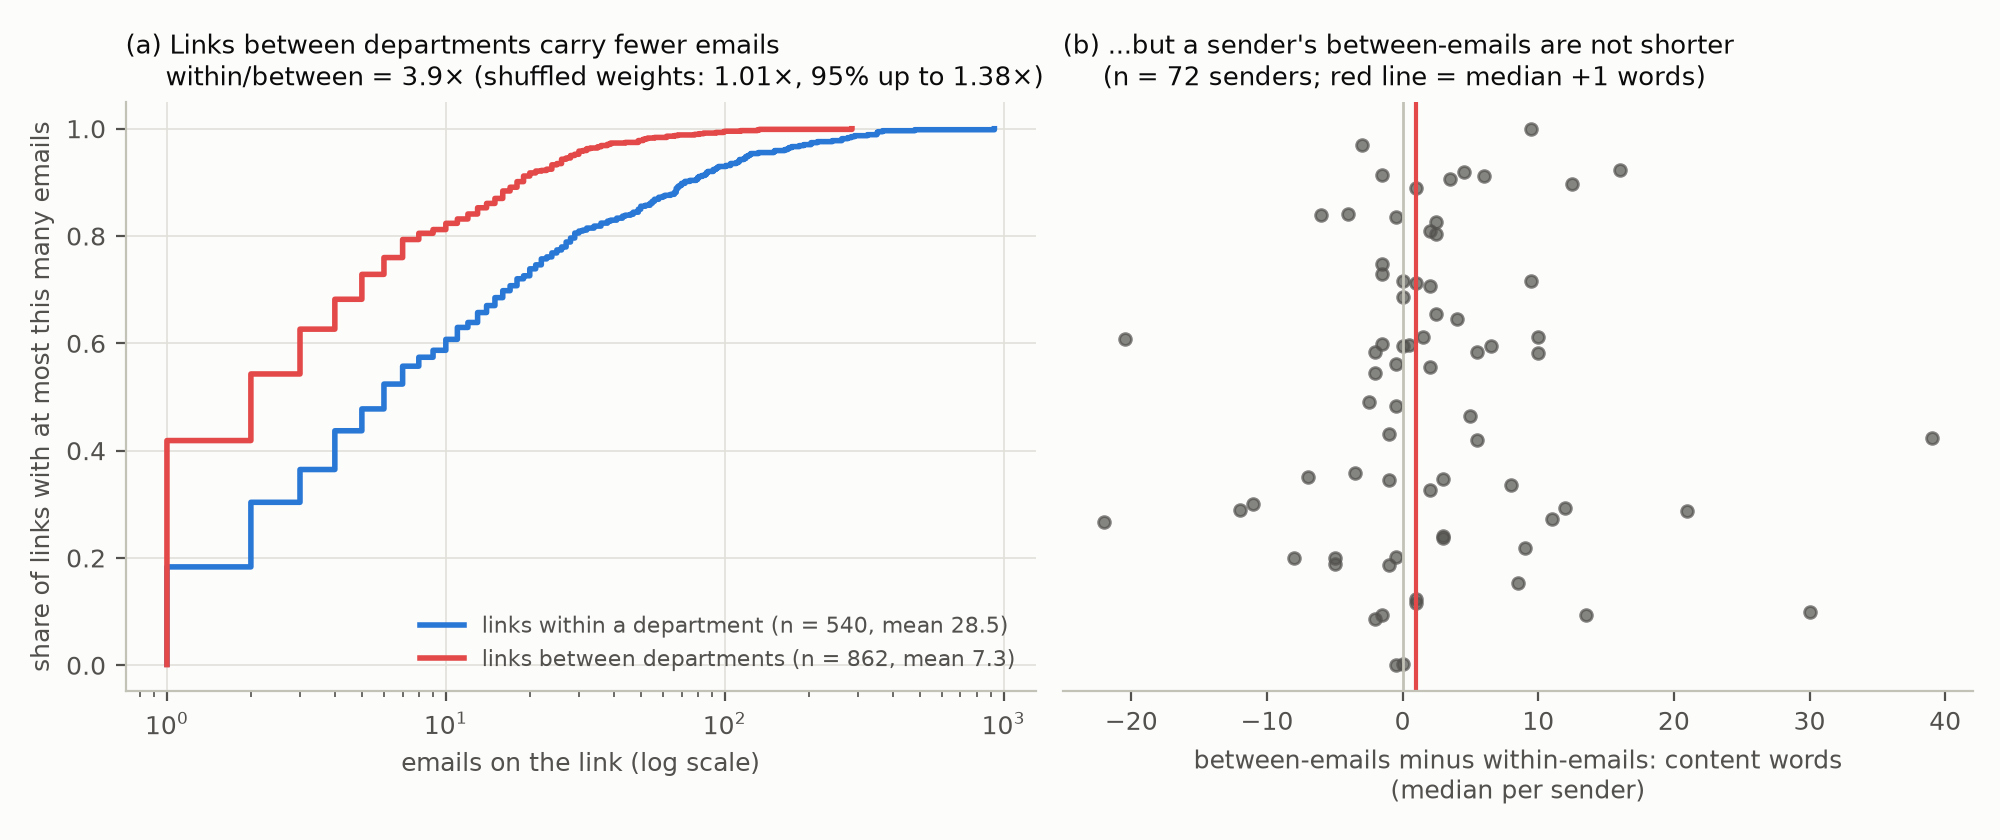 (a) Links between departments carry fewer emails
within/between = 3.9× (shuffled weights: 1.01×, 95% up to 1.38×)
share of links with at most this many emails
1.0
0.8
0.6
0.4
0.2
0.0
links within a department (n = 540, mean 28.5)
links between departments (n = 862, mean 7.3)
10⁰ 10¹ 10² 10³
emails on the link (log scale)
(b) ...but a sender's between-emails are not shorter
(n = 72 senders; red line = median +1 words)
−20 −10 0 10 20 30 40
between-emails minus within-emails: content words
(median per sender)